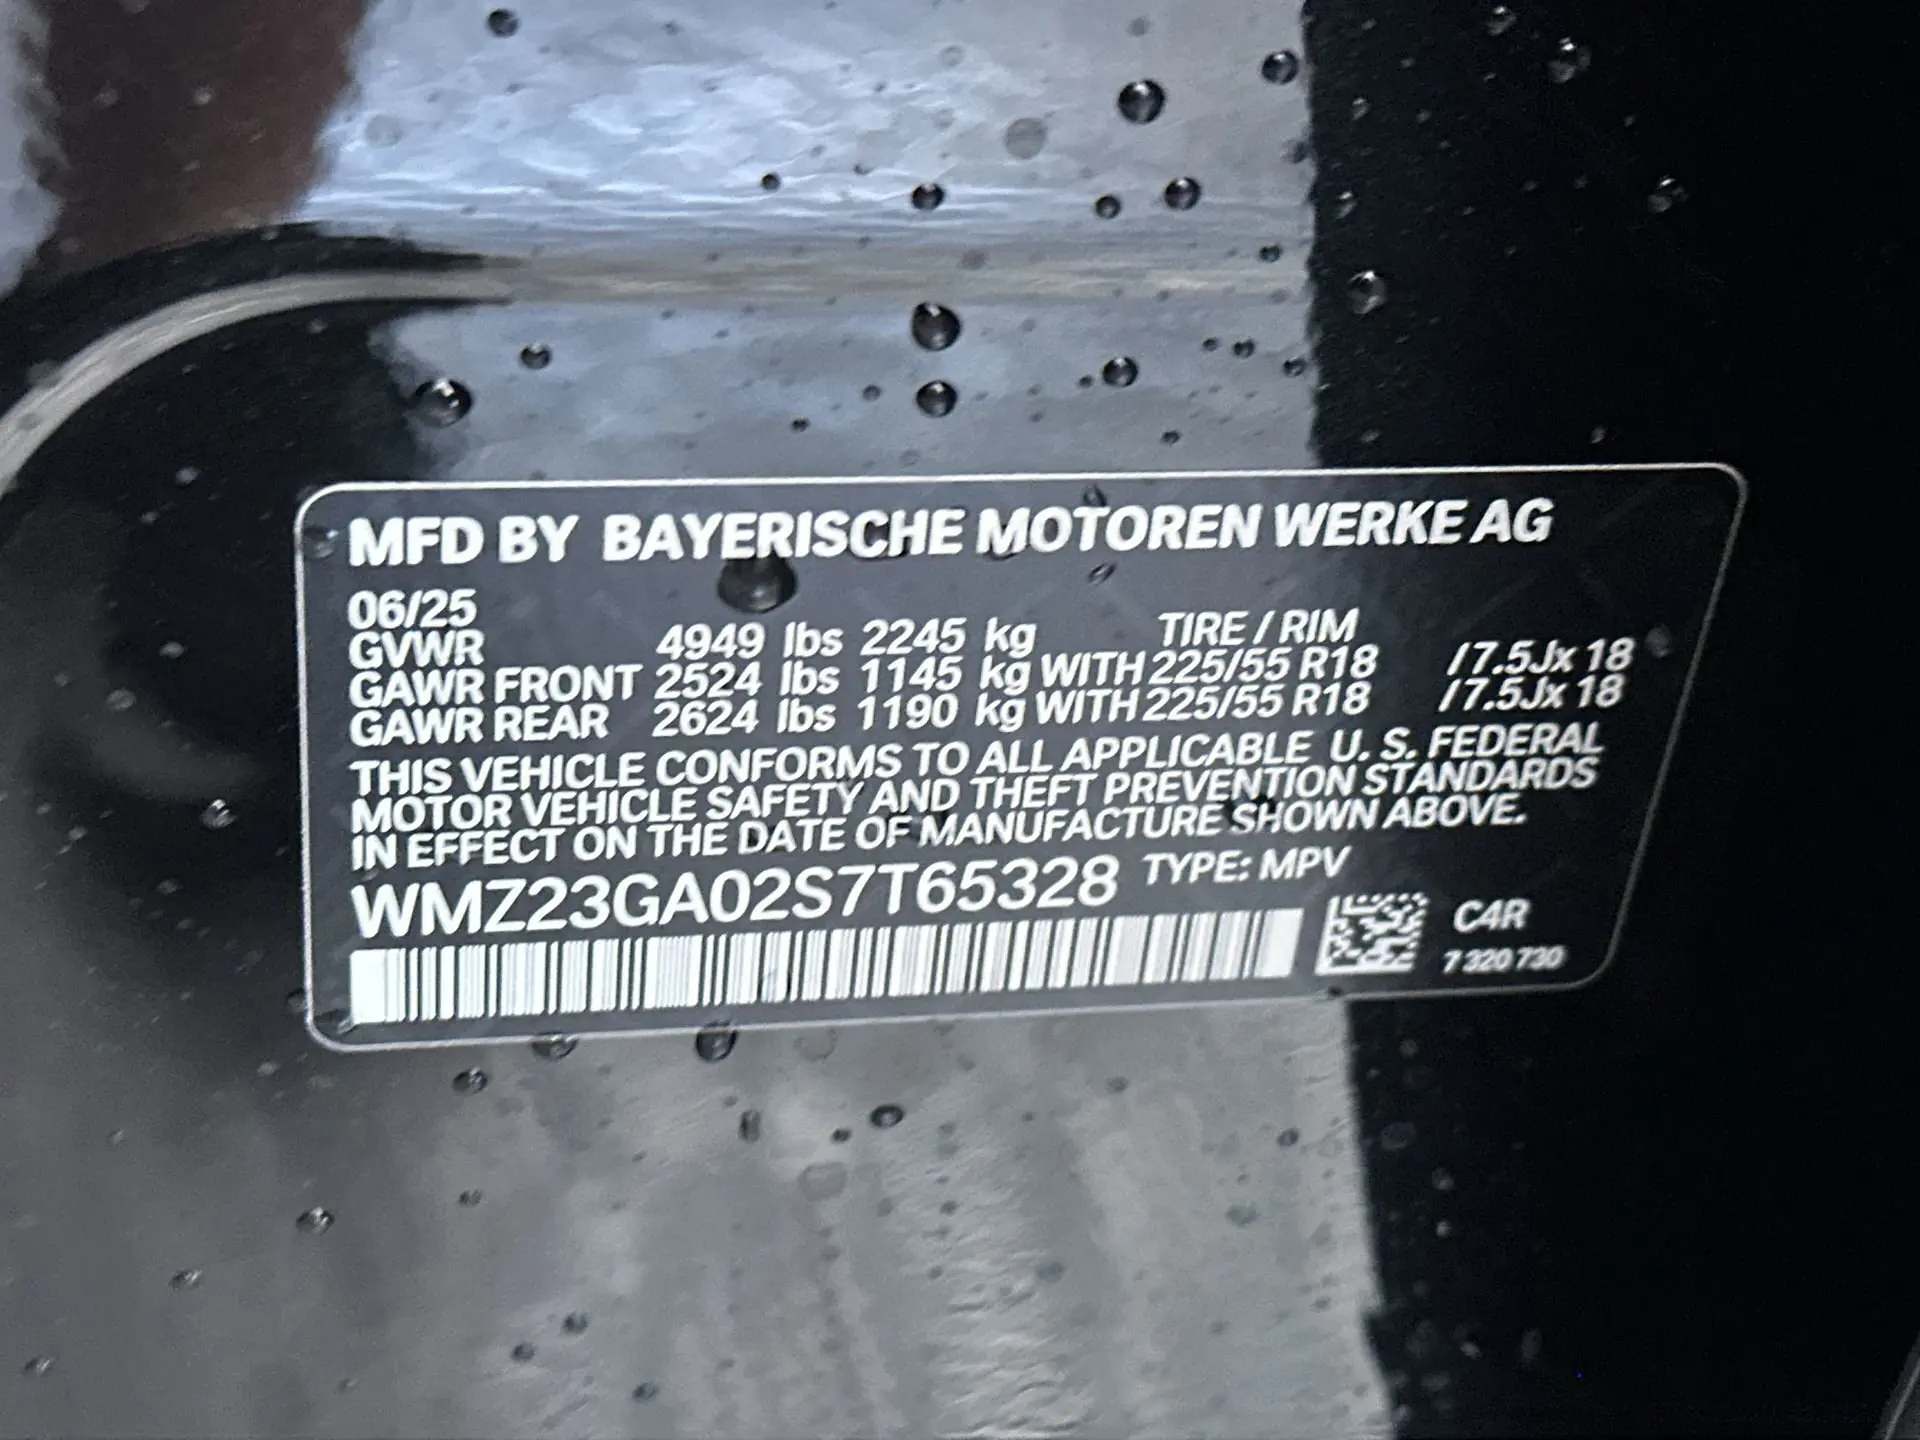 MFD BY BAYERISCHE MOTOREN WERKE AG
06/25
GVWR 4949 lbs 2245 kg TIRE / RIM
GAWR FRONT 2524 lbs 1145 kg WITH 225/55 R18 / 7.5Jx 18
GAWR REAR 2624 lbs 1190 kg WITH 225/55 R18 / 7.5Jx 18
THIS VEHICLE CONFORMS TO ALL APPLICABLE U. S. FEDERAL
MOTOR VEHICLE SAFETY AND THEFT PREVENTION STANDARDS
IN EFFECT ON THE DATE OF MANUFACTURE SHOWN ABOVE.
WMZ23GA02S7T65328 TYPE: MPV
C4R
7 320 730